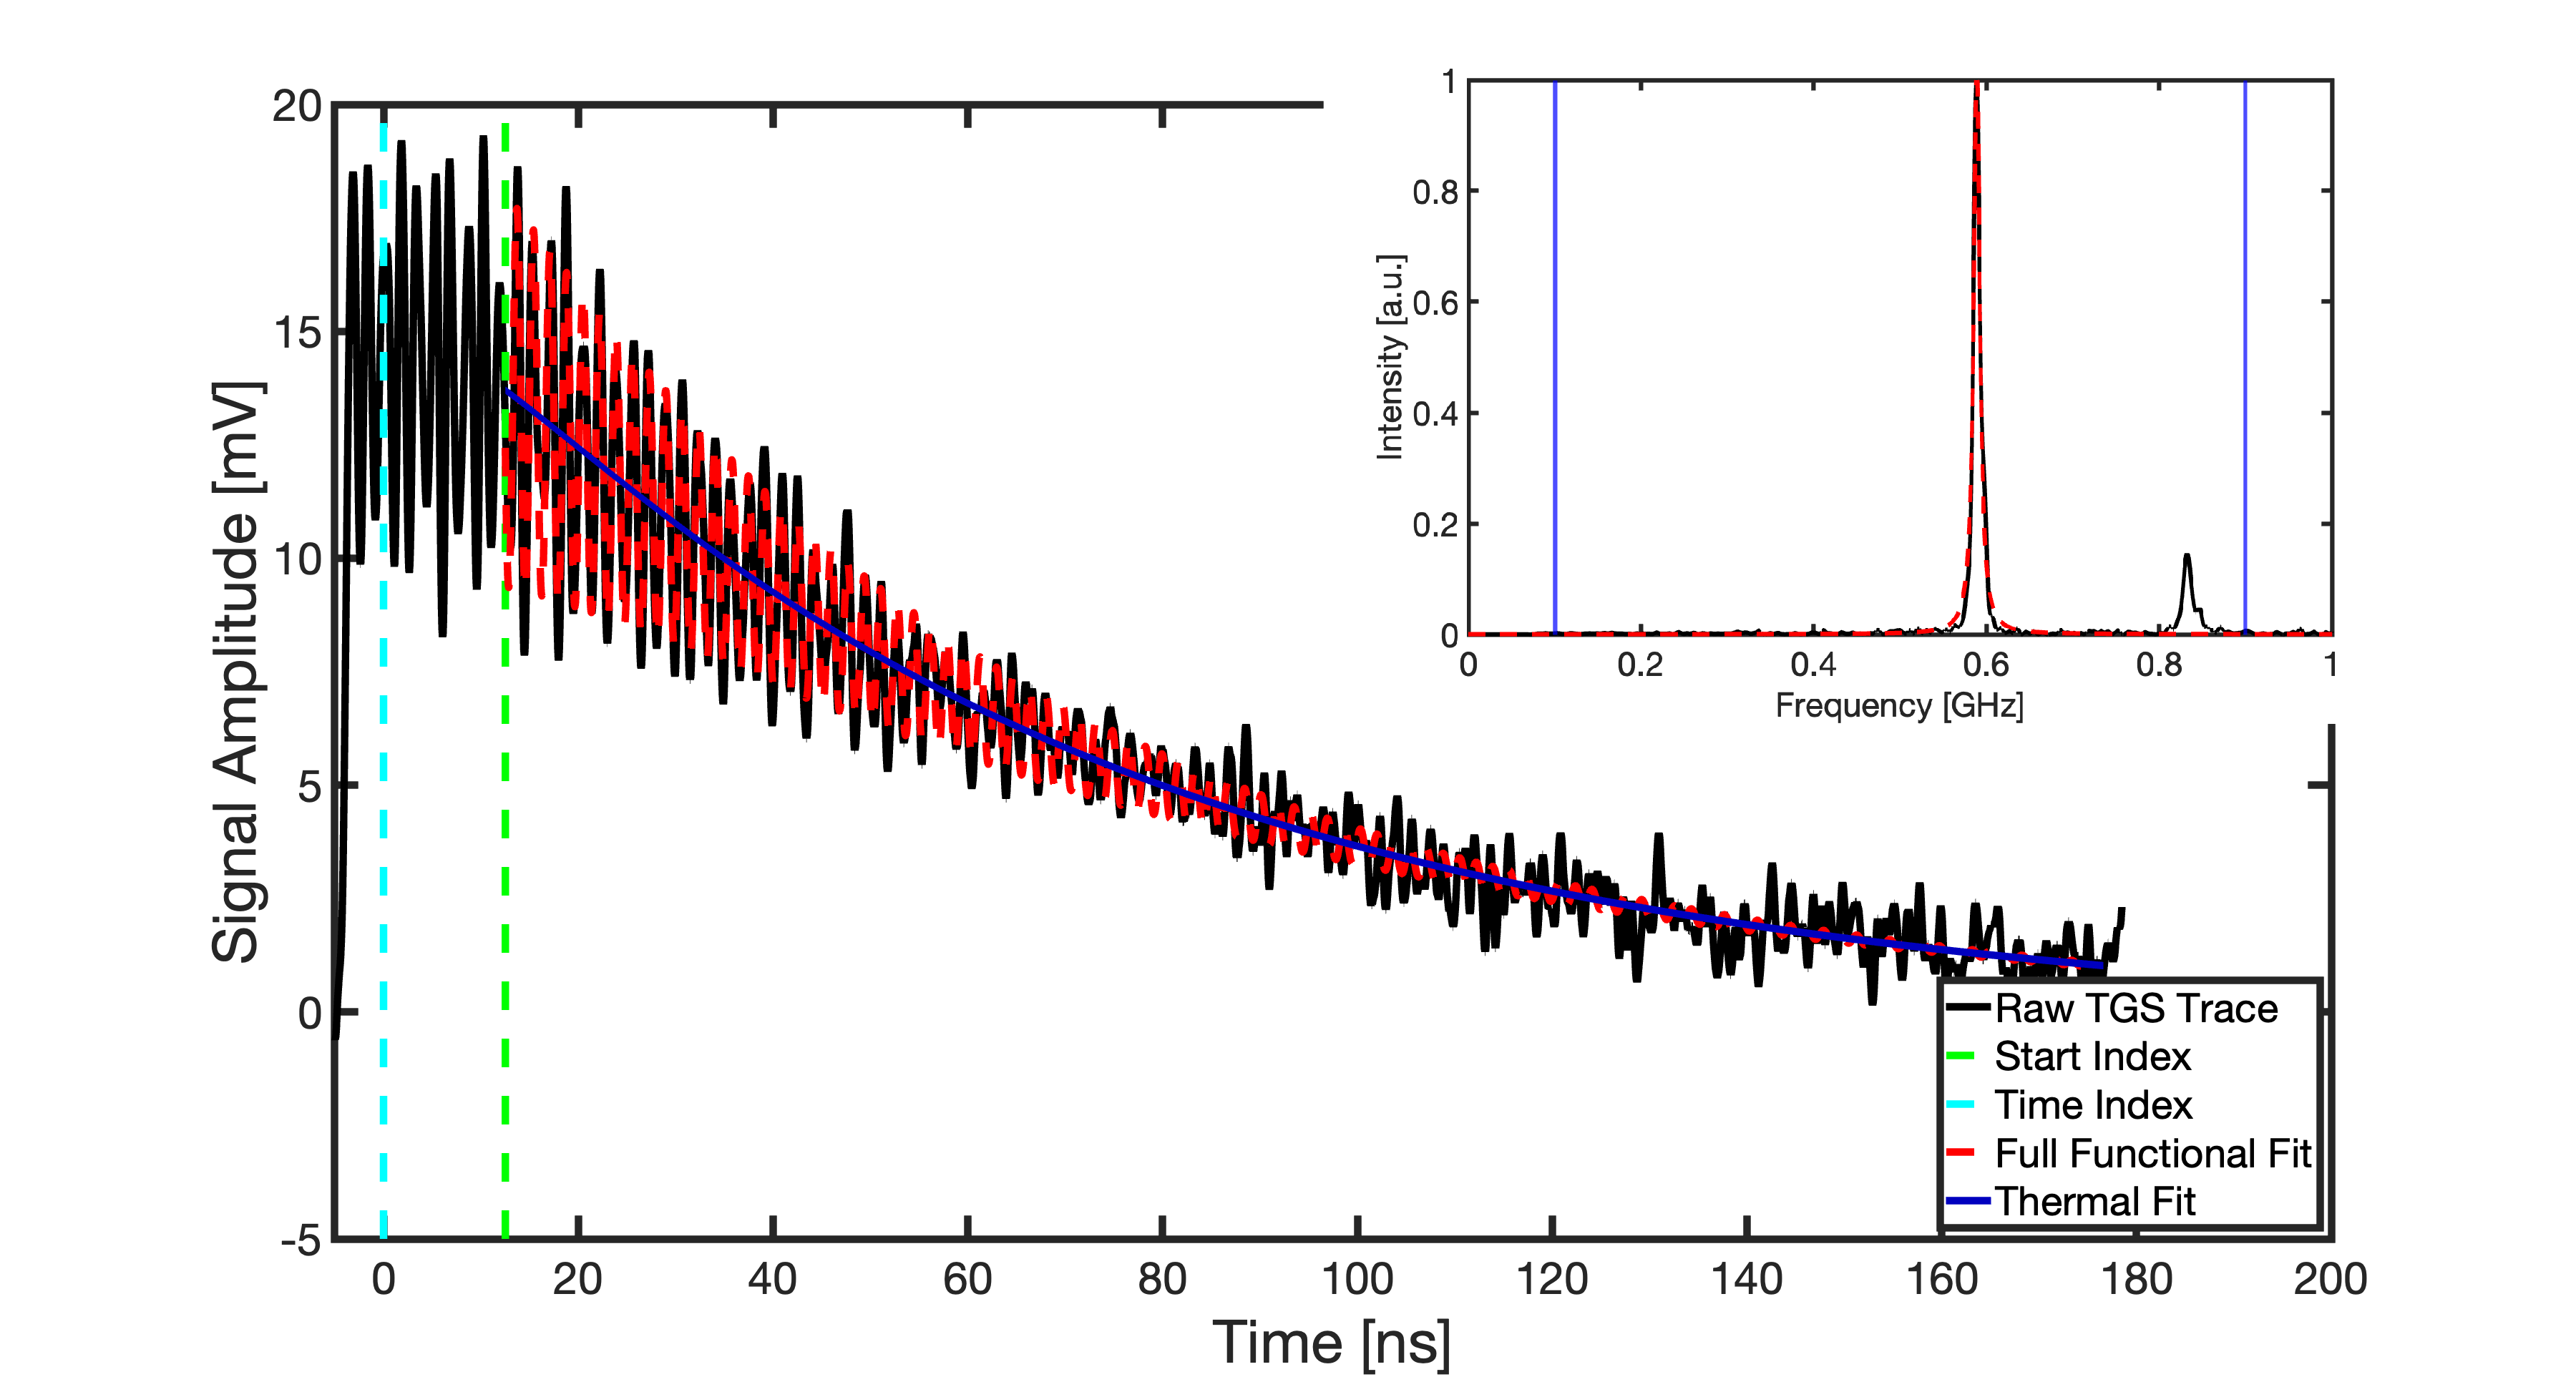 20
15
10
5
0
-5
Signal Amplitude [mV]
0 20 40 60 80 100 120 140 160 180 200
Time [ns]
1
0.8
0.6
0.4
0.2
0
Intensity [a.u.]
0 0.2 0.4 0.6 0.8 1
Frequency [GHz]
Raw TGS Trace
Start Index
Time Index
Full Functional Fit
Thermal Fit